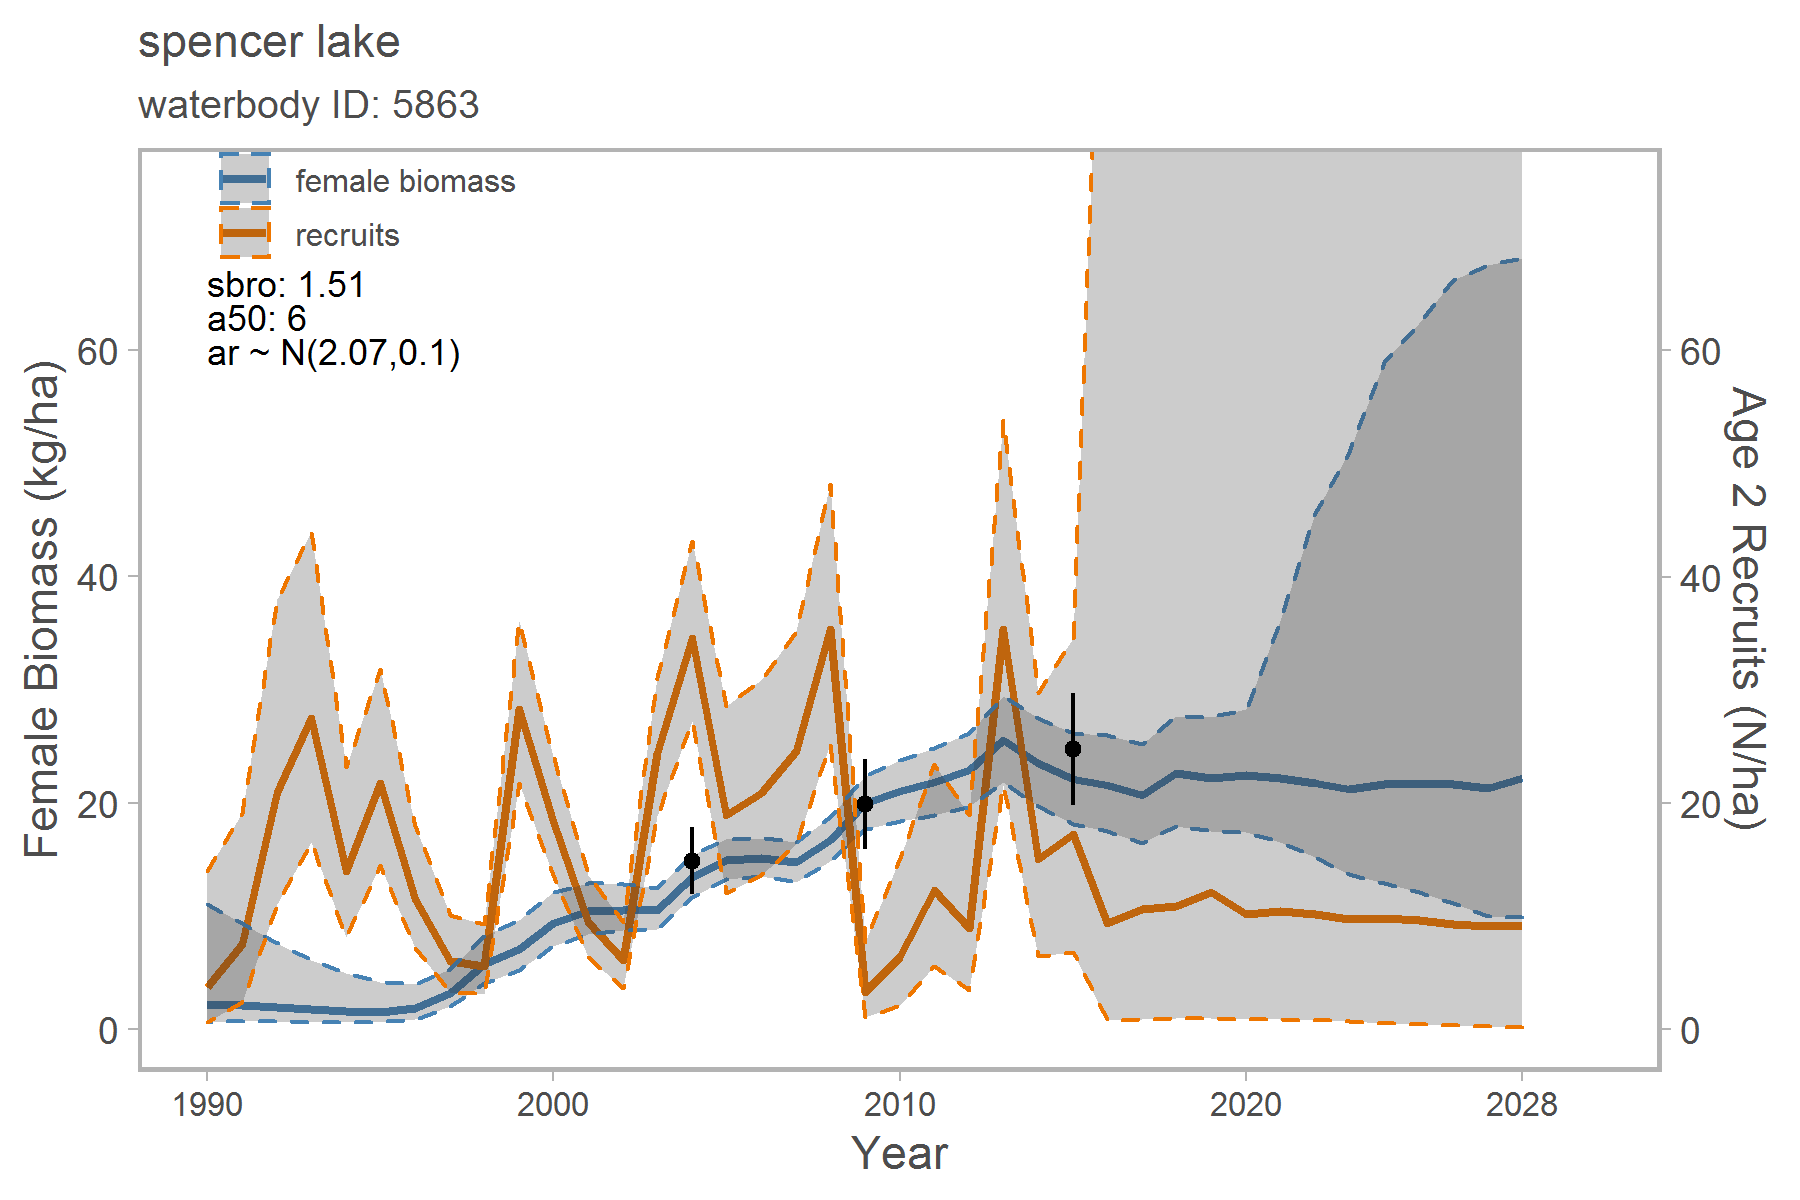 spencer lake
waterbody ID: 5863
female biomass
recruits
sbro: 1.51
a50: 6
ar ~ N(2.07,0.1)
Female Biomass (kg/ha)
60
40
20
0
60
40
20
0
Age 2 Recruits (N/ha)
1990
2000
2010
2020
2028
Year